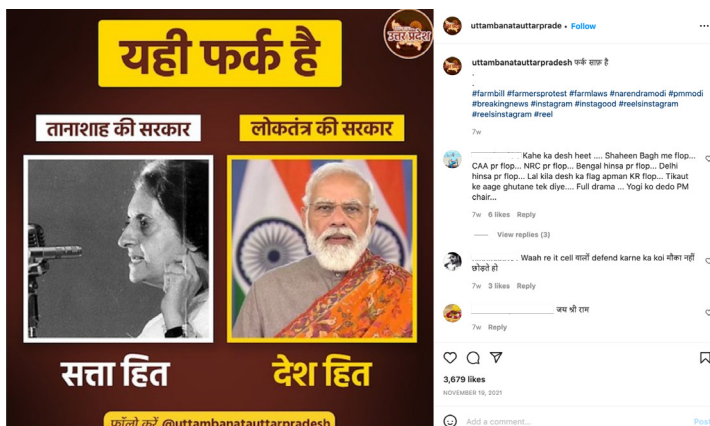 उत्तर प्रदेश
यही फर्क है
तानाशाह की सरकार
लोकतंत्र की सरकार
सत्ता हित
देश हित
फॉलो करें @uttambanatauttarpradesh
uttambanatauttarprade • Follow
uttambanatauttarpradesh फर्क साफ़ है
.
.
#farmbill #farmersprotest #farmlaws #narendramodi #pmmodi
#breakingnews #instagram #instagood #reelsinstagram
#reelsinstagram #reel
7w
Kahe ka desh heet .... Shaheen Bagh me flop...
CAA pr flop... NRC pr flop... Bengal hinsa pr flop... Delhi
hinsa pr flop... Lal kila desh ka flag apman KR flop... Tikaut
ke aage ghutane tek diye.... Full drama ... Yogi ko dedo PM
chair...
7w 6 likes Reply
View replies (3)
Waah re it cell वालों defend karne ka koi मौका नहीं
छोड़ते हो
7w 3 likes Reply
जय श्री राम
7w Reply
3,679 likes
NOVEMBER 19, 2021
Add a comment...
Post